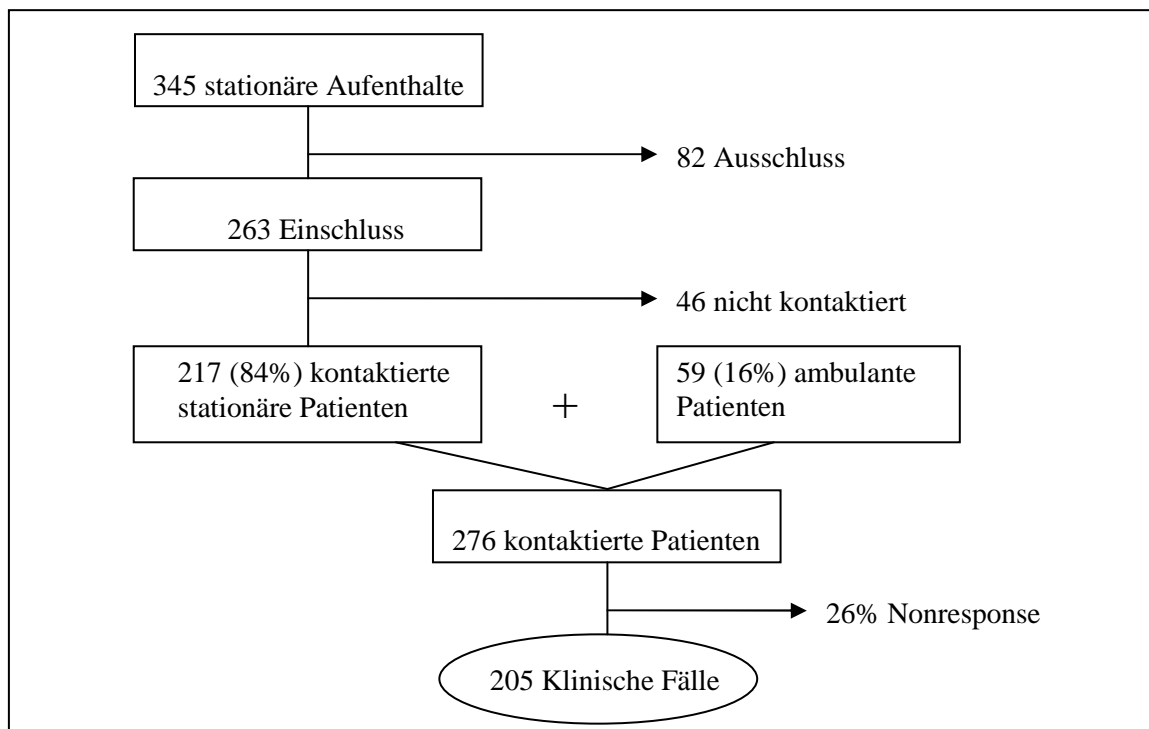 345 stationäre Aufenthalte
82 Ausschluss
263 Einschluss
46 nicht kontaktiert
217 (84%) kontaktierte
stationäre Patienten
+
59 (16%) ambulante
Patienten
276 kontaktierte Patienten
26% Nonresponse
205 Klinische Fälle